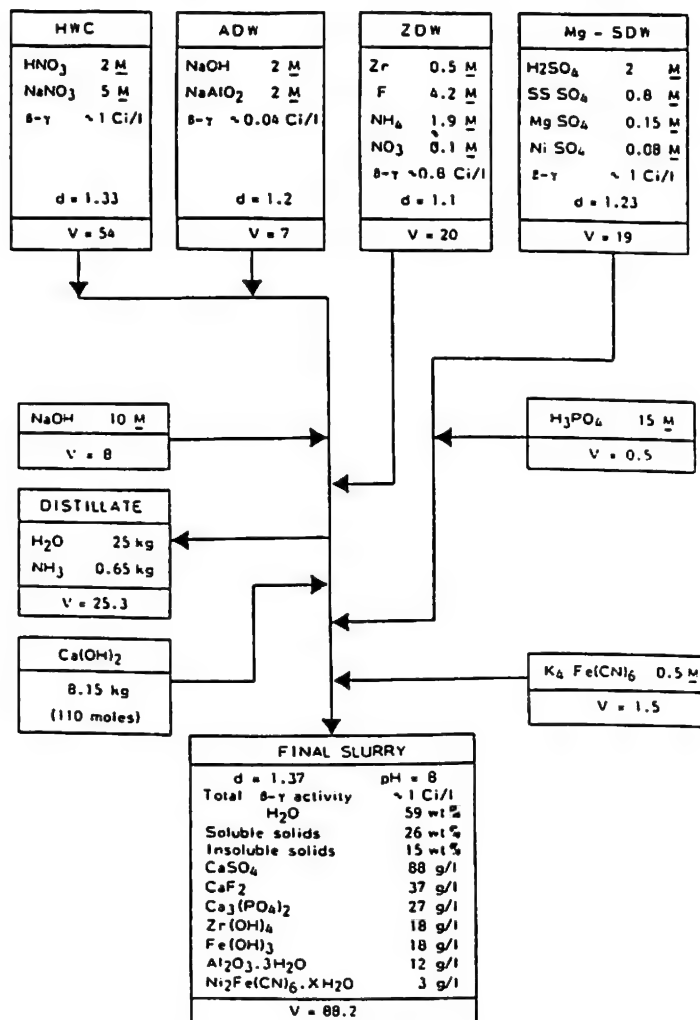 HWC
HNO3 2 M
NaNO3 5 M
β-γ ~ 1 Ci/l
d = 1.33
V = 54
ADW
NaOH 2 M
NaAlO2 2 M
β-γ ~ 0.04 Ci/l
d = 1.2
V = 7
ZDW
Zr 0.5 M
F 4.2 M
NH4 1.9 M
NO3 0.1 M
β-γ ~0.8 Ci/l
d = 1.1
V = 20
Mg - SDW
H2SO4 2 M
SS SO4 0.8 M
Mg SO4 0.15 M
Ni SO4 0.08 M
β-γ ~ 1 Ci/l
d = 1.23
V = 19
NaOH 10 M
V = 8
H3PO4 15 M
V = 0.5
DISTILLATE
H2O 25 kg
NH3 0.65 kg
V = 25.3
Ca(OH)2
8.15 kg
(110 moles)
K4 Fe(CN)6 0.5 M
V = 1.5
FINAL SLURRY
d = 1.37 pH = 8
Total β-γ activity ~ 1 Ci/l
H2O 59 wt %
Soluble solids 26 wt %
Insoluble solids 15 wt %
CaSO4 88 g/l
CaF2 37 g/l
Ca3(PO4)2 27 g/l
Zr(OH)4 18 g/l
Fe(OH)3 18 g/l
Al2O3.3H2O 12 g/l
Ni2Fe(CN)6.XH2O 3 g/l
V = 88.2